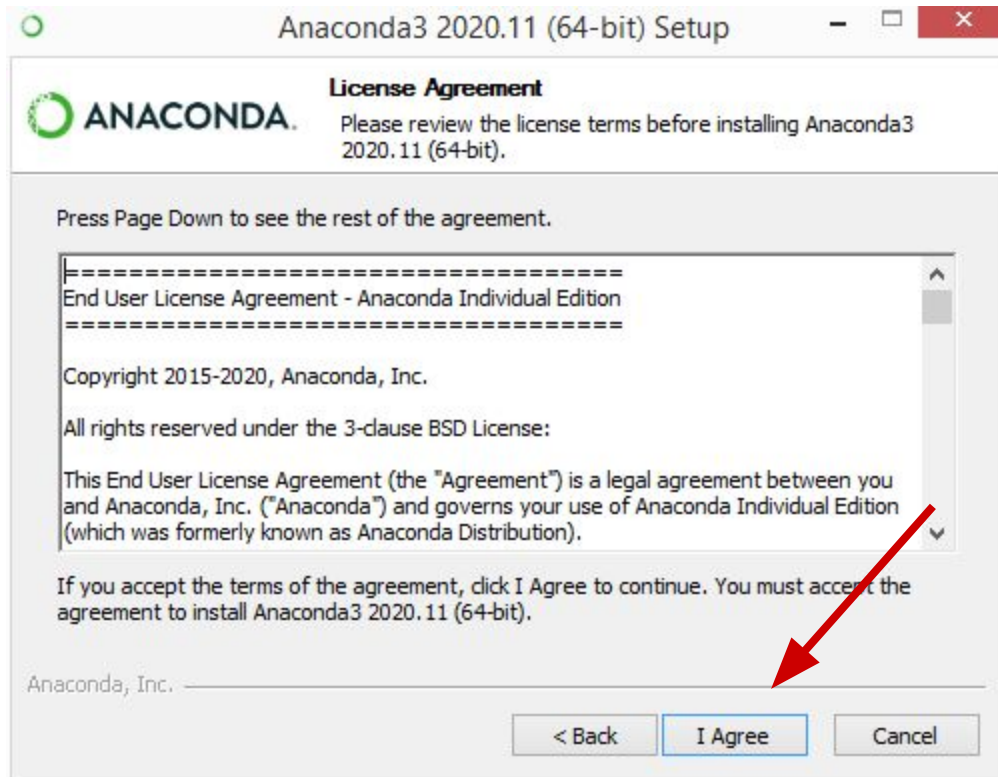 Anaconda3 2020.11 (64-bit) Setup
ANACONDA.
License Agreement
Please review the license terms before installing Anaconda3
2020.11 (64-bit).
Press Page Down to see the rest of the agreement.
===================================
End User License Agreement - Anaconda Individual Edition
===================================
Copyright 2015-2020, Anaconda, Inc.
All rights reserved under the 3-clause BSD License:
This End User License Agreement (the "Agreement") is a legal agreement between you
and Anaconda, Inc. ("Anaconda") and governs your use of Anaconda Individual Edition
(which was formerly known as Anaconda Distribution).
If you accept the terms of the agreement, click I Agree to continue. You must accept the
agreement to install Anaconda3 2020.11 (64-bit).
Anaconda, Inc.
< Back
I Agree
Cancel